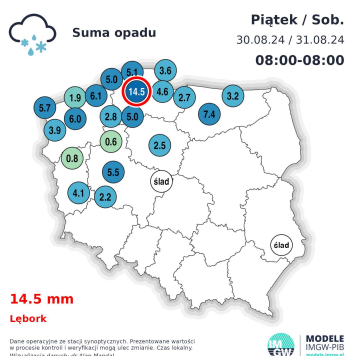 Piątek / Sob.
Suma opadu
30.08.24 / 31.08.24
08:00-08:00
5.0
5.1
3.6
1.9
6.1
14.5
4.6
2.7
3.2
5.7
6.0
2.8
5.0
7.4
3.9
0.6
2.5
0.8
5.5
ślad
4.1
2.2
ślad
14.5 mm
Lębork
Dane operacyjne ze stacji synoptycznych. Prezentowane wartości
w procesie kontroli i weryfikacji mogą ulec zmianie. Czas lokalny.
IM
GW
MODELE
IMGW-PIB